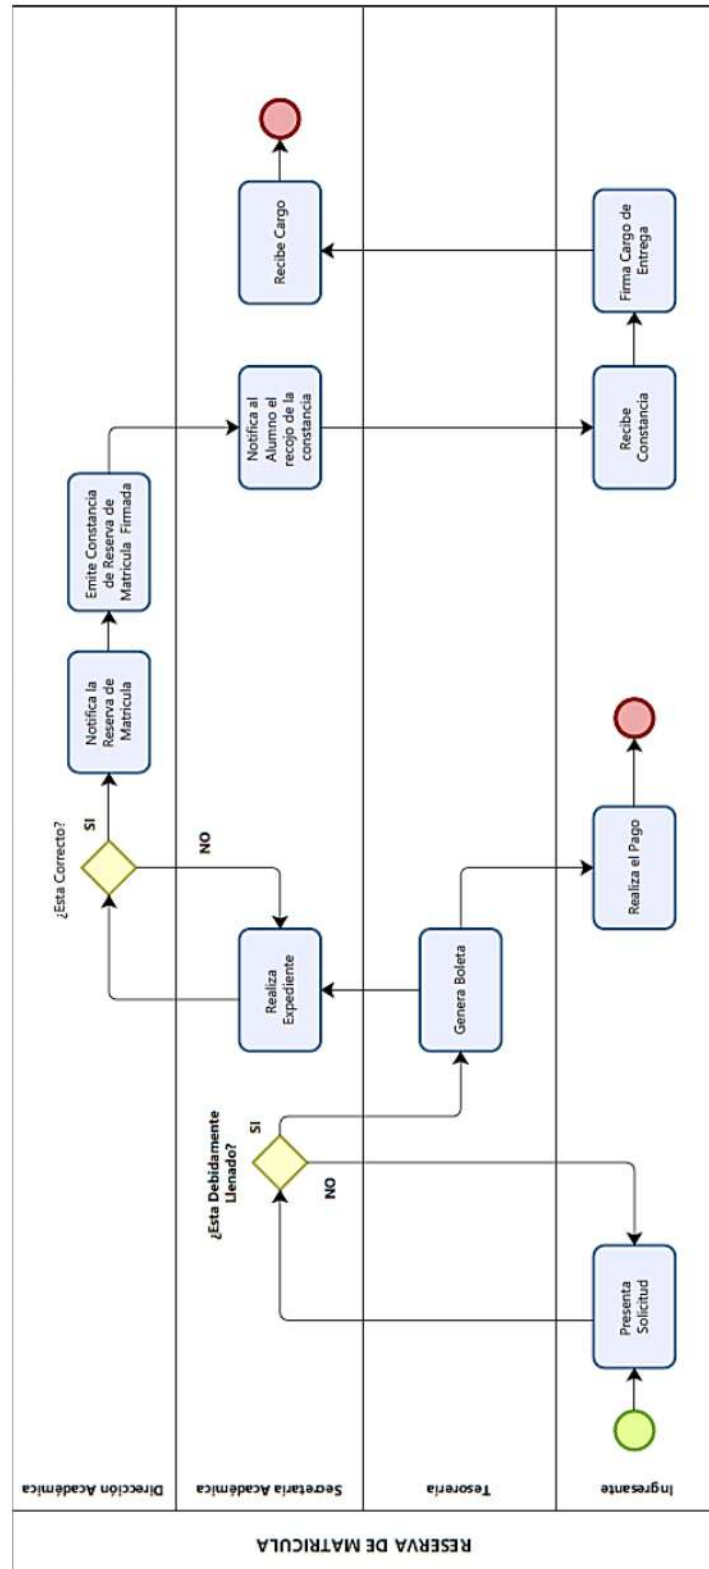 RESERVA DE MATRICULA
Dirección Académica
¿Esta Correcto?
SI
NO
Notifica la
Reserva de
Matricula
Emite Constancia
de Reserva de
Matricula Firmada
Secretaria Académica
¿Esta Debidamente
Llenado?
SI
NO
Realiza
Expediente
Notifica al
Alumno el
recojo de la
constancia
Recibe Cargo
Tesorería
Genera Boleta
Ingresante
Presenta
Solicitud
Realiza el Pago
Recibe
Constancia
Firma Cargo de
Entrega